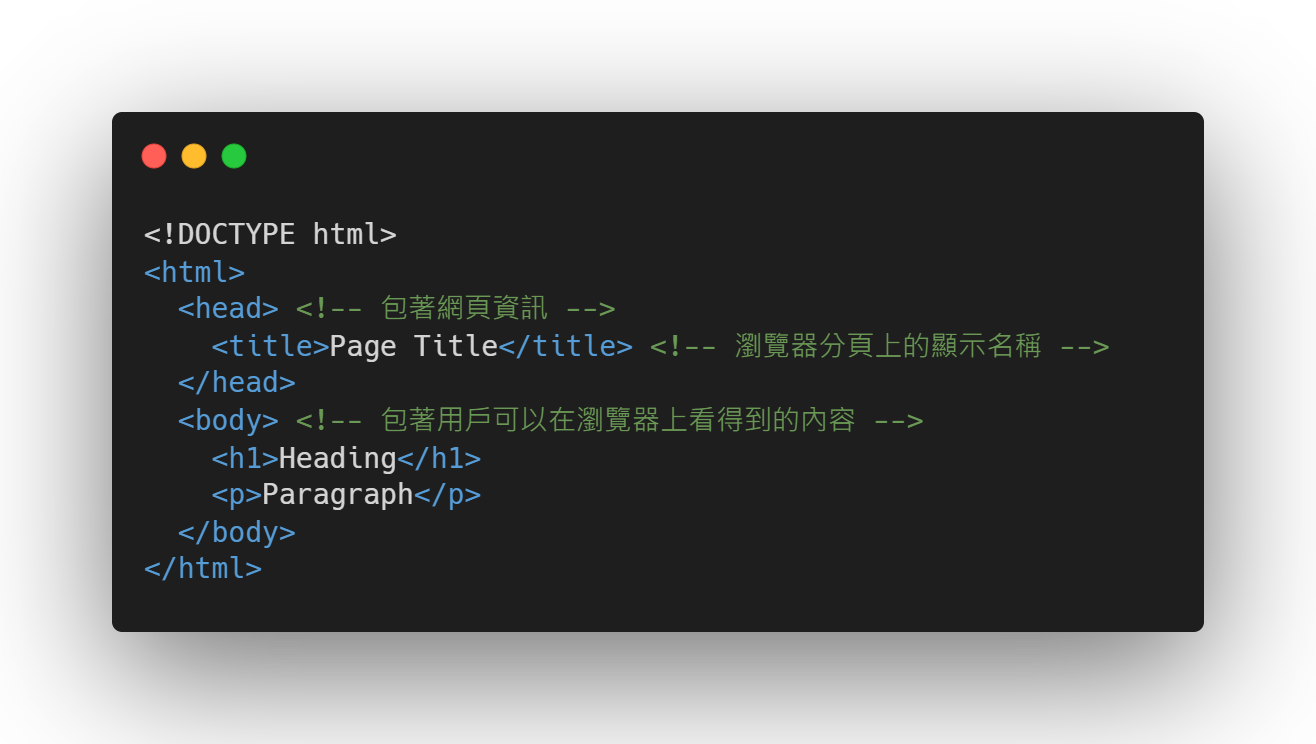 <!DOCTYPE html>
<html>
  <head> <!-- 包著網頁資訊 -->
    <title>Page Title</title> <!-- 瀏覽器分頁上的顯示名稱 -->
  </head>
  <body> <!-- 包著用戶可以在瀏覽器上看得到的內容 -->
    <h1>Heading</h1>
    <p>Paragraph</p>
  </body>
</html>